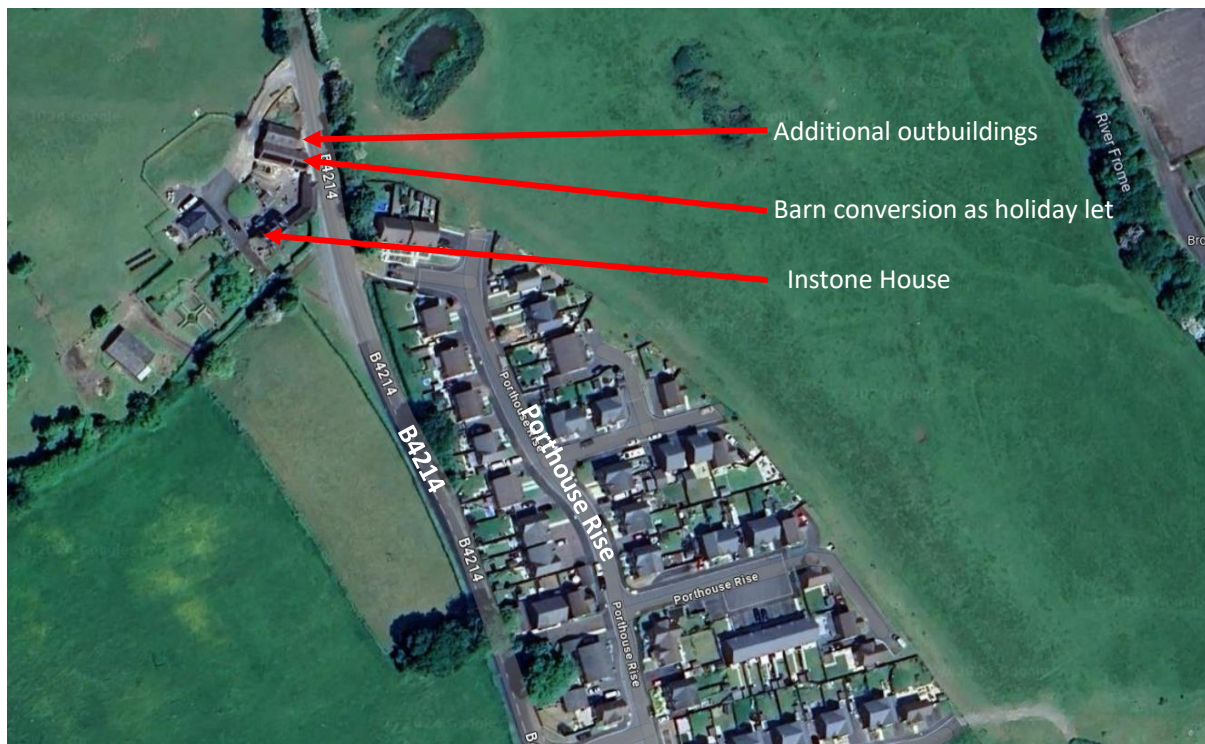 Additional outbuildings
River Frome
B4214
Barn conversion as holiday let
Instone House
B4214
Porthouse Rise
Porthouse Rise
B4214
B4214
Porthouse Rise
Porthouse Rise